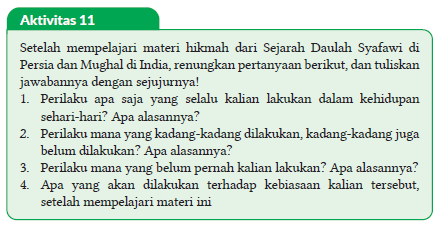 Aktivitas 11
Setelah mempelajari materi hikmah dari Sejarah Daulah Syafawi di
Persia dan Mughal di India, renungkan pertanyaan berikut, dan tuliskan
jawabannya dengan sejujurnya!
1. Perilaku apa saja yang selalu kalian lakukan dalam kehidupan
sehari-hari? Apa alasannya?
2. Perilaku mana yang kadang-kadang dilakukan, kadang-kadang juga
belum dilakukan? Apa alasannya?
3. Perilaku mana yang belum pernah kalian lakukan? Apa alasannya?
4. Apa yang akan dilakukan terhadap kebiasaan kalian tersebut,
setelah mempelajari materi ini